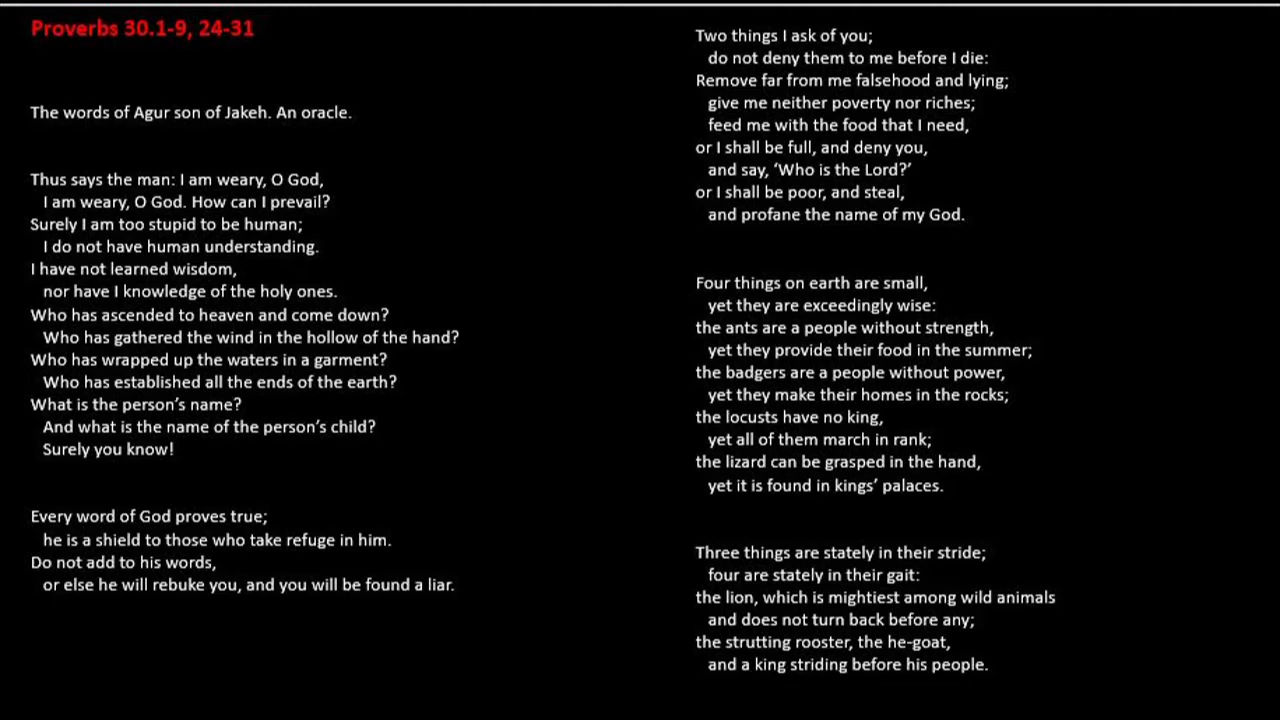 Proverbs 30.1-9, 24-31
The words of Agur son of Jakeh. An oracle.
Thus says the man: I am weary, O God,
I am weary, O God. How can I prevail?
Surely I am too stupid to be human;
I do not have human understanding.
I have not learned wisdom,
nor have I knowledge of the holy ones.
Who has ascended to heaven and come down?
Who has gathered the wind in the hollow of the hand?
Who has wrapped up the waters in a garment?
Who has established all the ends of the earth?
What is the person’s name?
And what is the name of the person’s child?
Surely you know!
Every word of God proves true;
he is a shield to those who take refuge in him.
Do not add to his words,
or else he will rebuke you, and you will be found a liar.
Two things I ask of you;
do not deny them to me before I die:
Remove far from me falsehood and lying;
give me neither poverty nor riches;
feed me with the food that I need,
or I shall be full, and deny you,
and say, ‘Who is the Lord?’
or I shall be poor, and steal,
and profane the name of my God.
Four things on earth are small,
yet they are exceedingly wise:
the ants are a people without strength,
yet they provide their food in the summer;
the badgers are a people without power,
yet they make their homes in the rocks;
the locusts have no king,
yet all of them march in rank;
the lizard can be grasped in the hand,
yet it is found in kings’ palaces.
Three things are stately in their stride;
four are stately in their gait:
the lion, which is mightiest among wild animals
and does not turn back before any;
the strutting rooster, the he-goat,
and a king striding before his people.